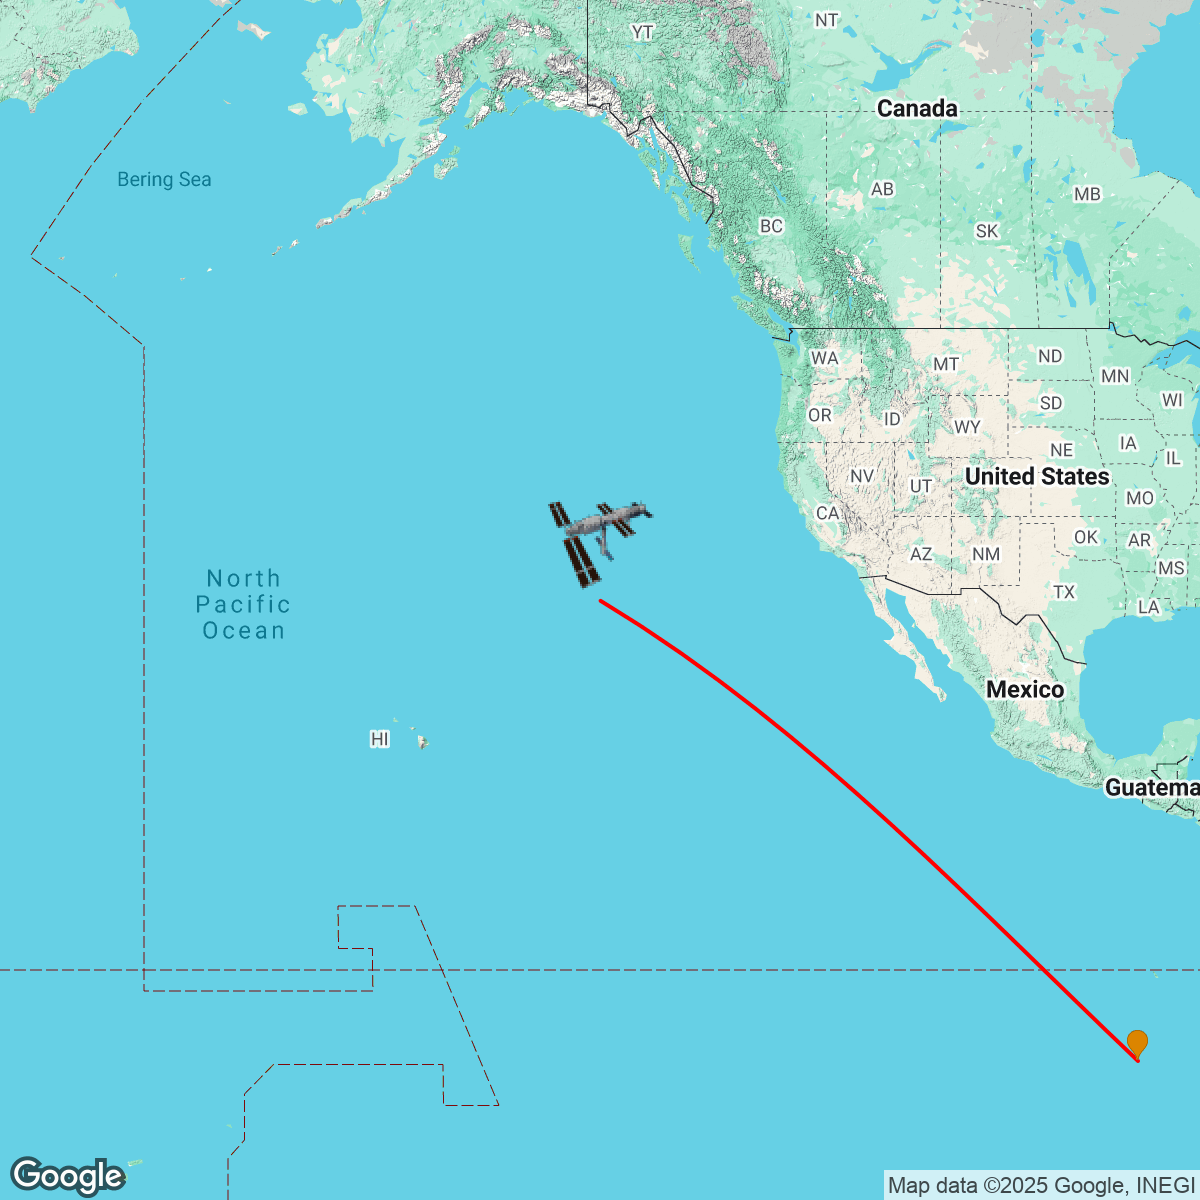 YT
NT
Canada
Bering Sea
AB
MB
BC
SK
WA
MT
ND
MN
OR
ID
WY
SD
WI
NV
UT
NE
IA
IL
United States
CA
MO
AZ
NM
OK
AR
MS
TX
LA
North
Pacific
Ocean
Mexico
HI
Guatema
Google
Map data ©2025 Google, INEGI